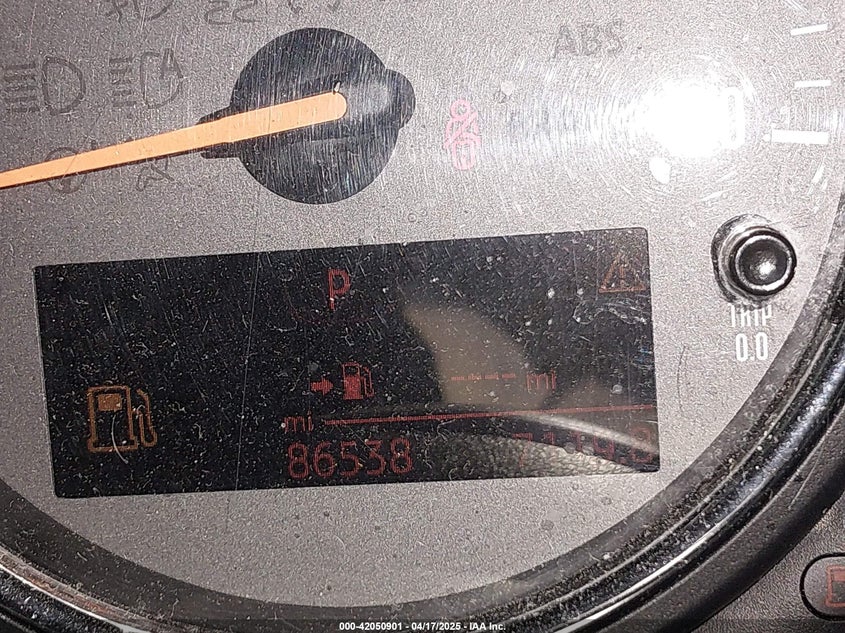 ABS
P
--- mi
mi
86538
TRIP
0.0
000-42050901 - 04/17/2025 - IAA Inc.